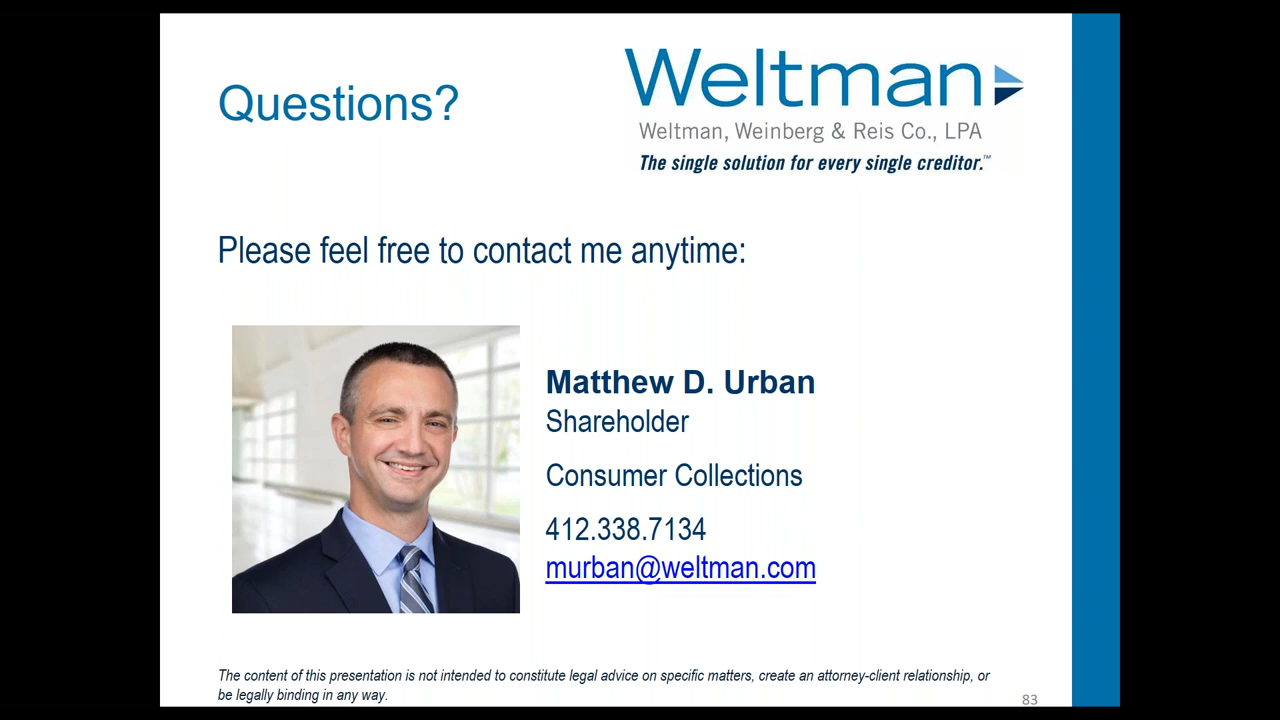 Questions?
Weltman
Weltman, Weinberg & Reis Co., LPA
The single solution for every single creditor.™
Please feel free to contact me anytime:
Matthew D. Urban
Shareholder
Consumer Collections
412.338.7134
murban@weltman.com
The content of this presentation is not intended to constitute legal advice on specific matters, create an attorney-client relationship, or
be legally binding in any way.
83